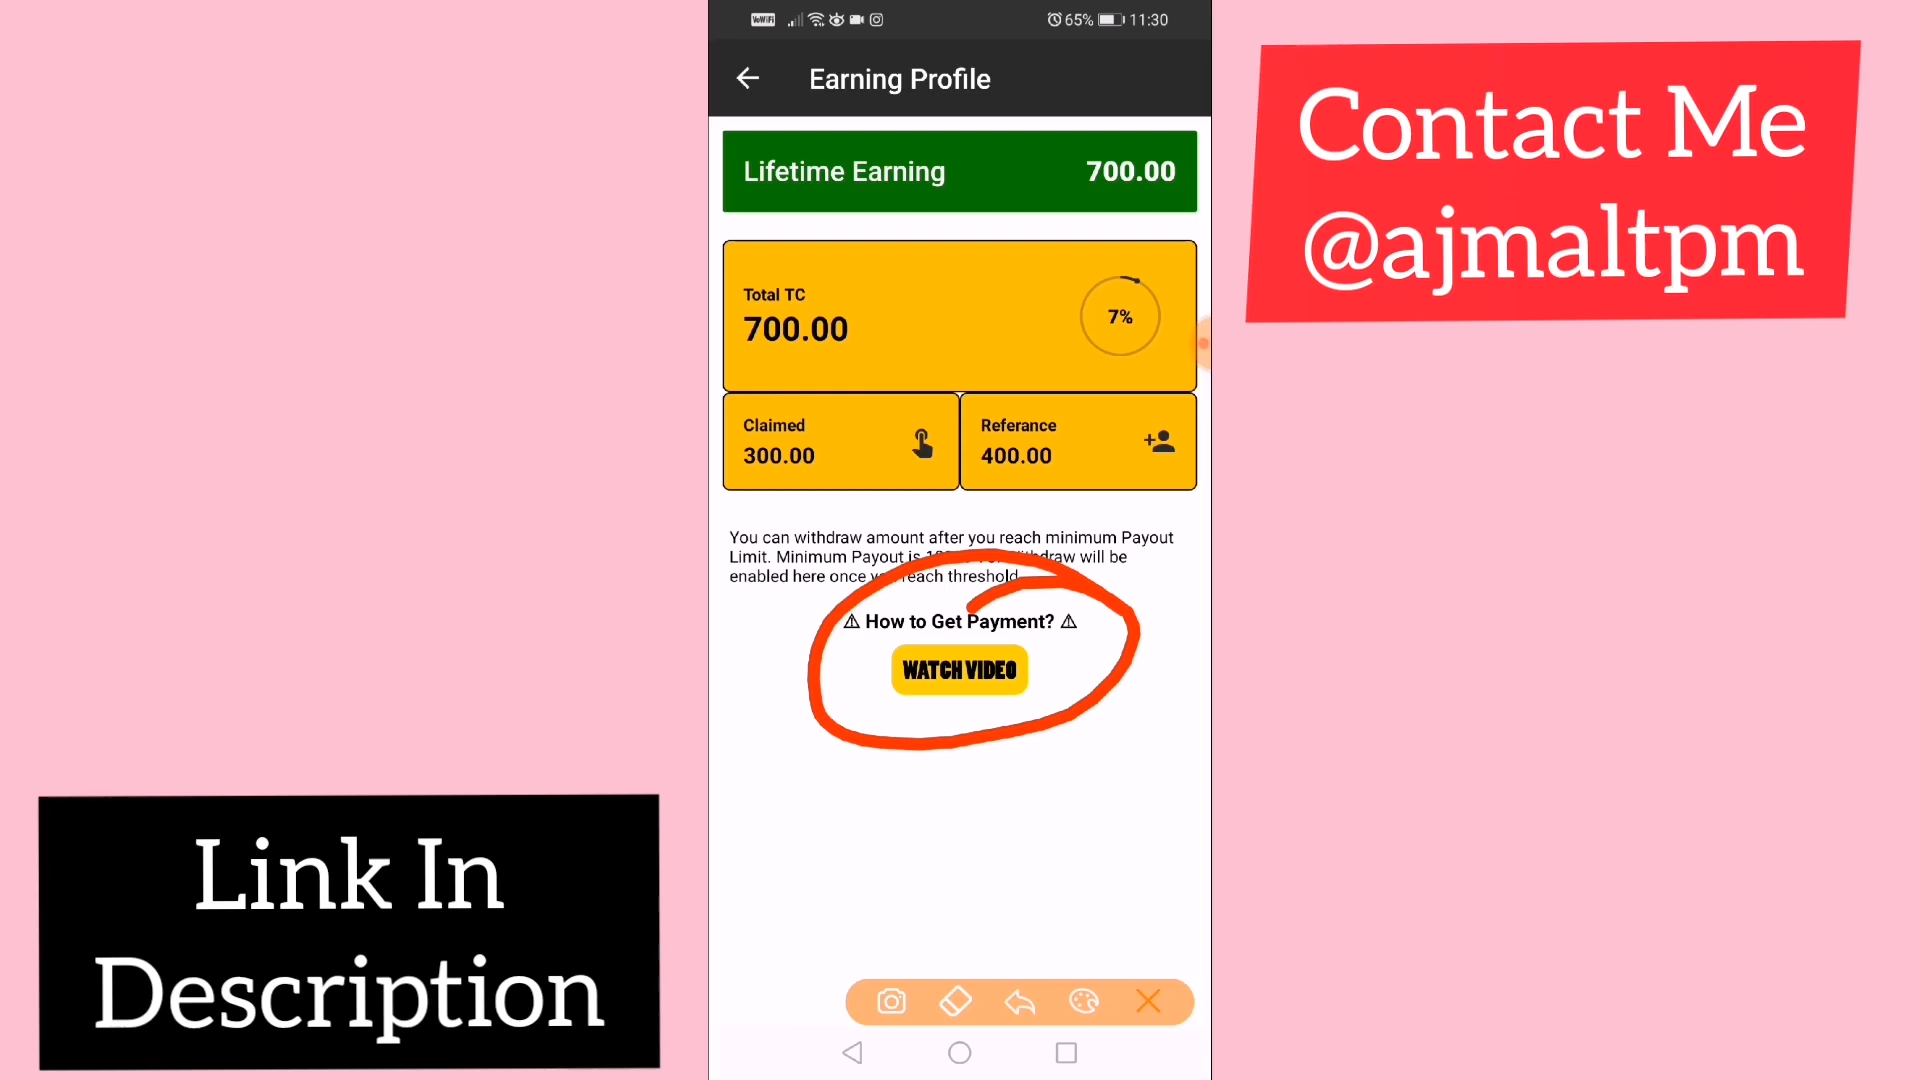 VoWiFi 65% 11:30
Earning Profile
Lifetime Earning 700.00
Total TC
700.00
7%
Claimed
300.00
Referance
400.00
You can withdraw amount after you reach minimum Payout
Limit. Minimum Payout is will be
enabled here once reach threshold
⚠ How to Get Payment? ⚠
WATCH VIDEO
Contact Me
@ajmaltpm
Link In
Description